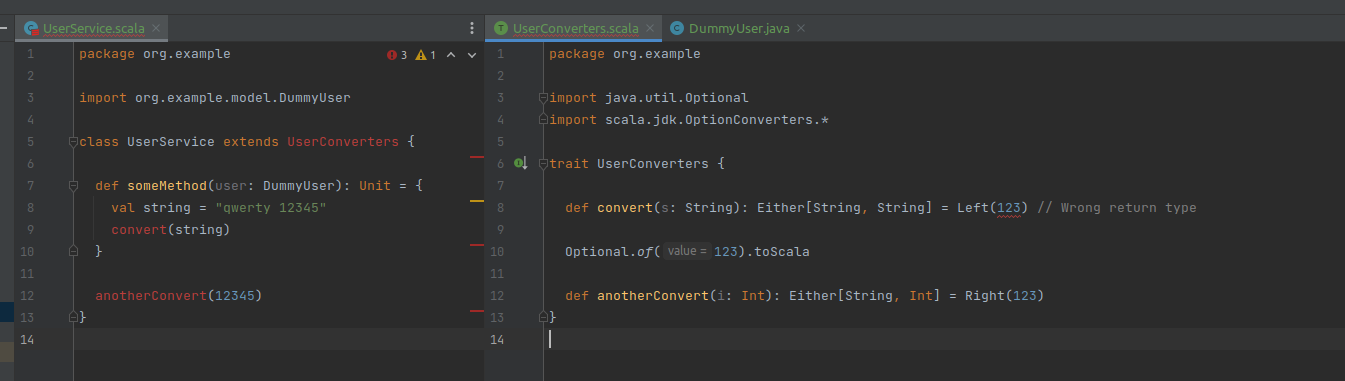 UserService.scala
3 1
1 package org.example
2
3 import org.example.model.DummyUser
4
5 class UserService extends UserConverters {
6
7 def someMethod(user: DummyUser): Unit = {
8 val string = "qwerty 12345"
9 convert(string)
10 }
11
12 anotherConvert(12345)
13 }
14
UserConverters.scala DummyUser.java
1 package org.example
2
3 import java.util.Optional
4 import scala.jdk.OptionConverters.*
5
6 trait UserConverters {
7
8 def convert(s: String): Either[String, String] = Left(123) // Wrong return type
9
10 Optional.of( value = 123).toScala
11
12 def anotherConvert(i: Int): Either[String, Int] = Right(123)
13 }
14